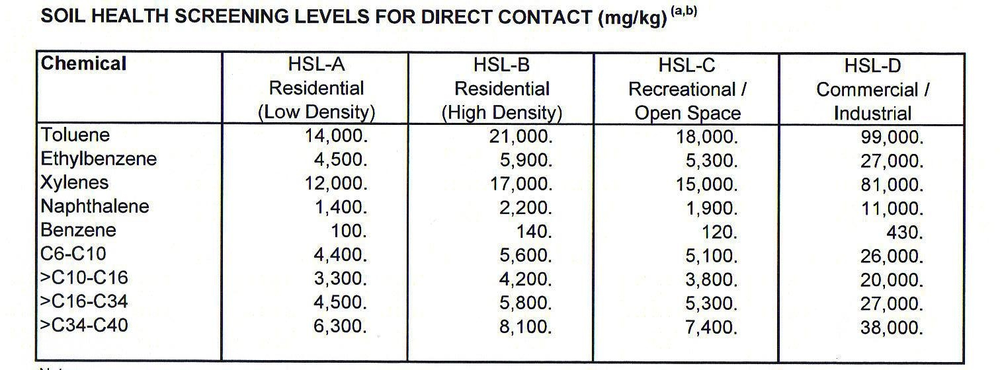 SOIL HEALTH SCREENING LEVELS FOR DIRECT CONTACT (mg/kg) (a,b)
Chemical HSL-A HSL-B HSL-C HSL-D
Residential Residential Recreational / Commercial /
(Low Density) (High Density) Open Space Industrial
Toluene 14,000. 21,000. 18,000. 99,000.
Ethylbenzene 4,500. 5,900. 5,300. 27,000.
Xylenes 12,000. 17,000. 15,000. 81,000.
Naphthalene 1,400. 2,200. 1,900. 11,000.
Benzene 100. 140. 120. 430.
C6-C10 4,400. 5,600. 5,100. 26,000.
>C10-C16 3,300. 4,200. 3,800. 20,000.
>C16-C34 4,500. 5,800. 5,300. 27,000.
>C34-C40 6,300. 8,100. 7,400. 38,000.